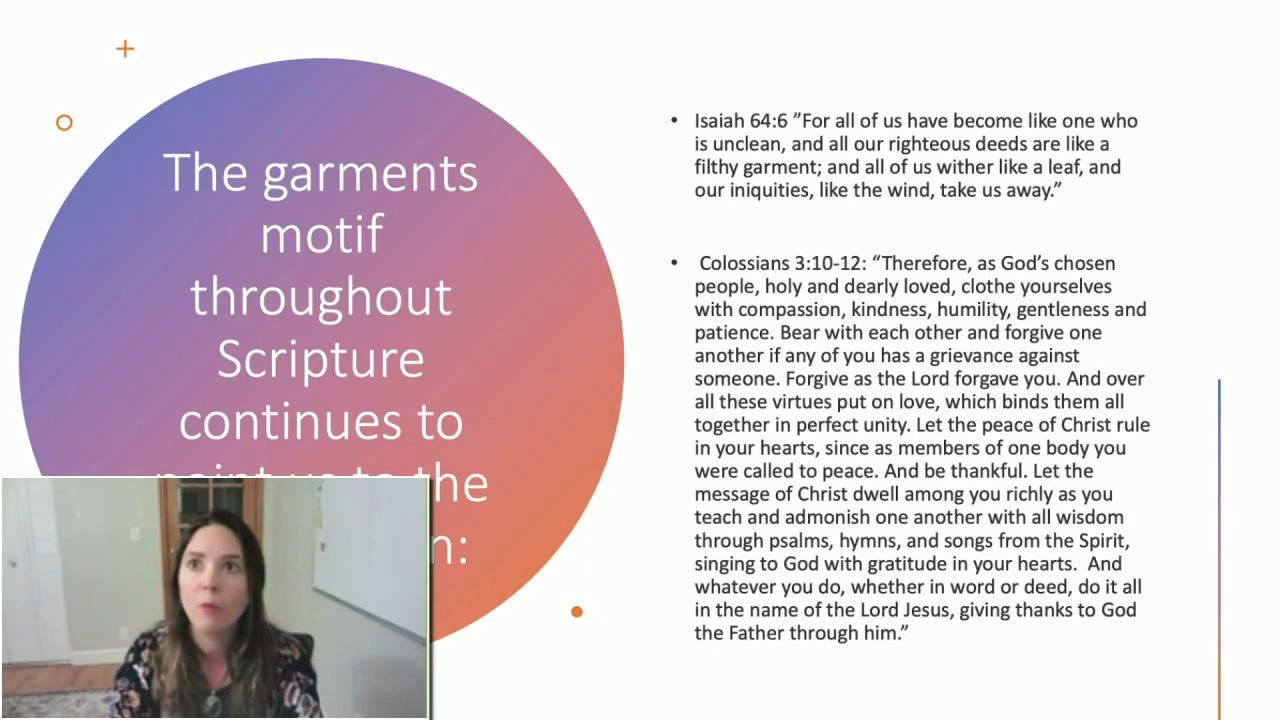 The garments
motif
throughout
Scripture
continues to
the
n:
• Isaiah 64:6 ”For all of us have become like one who
is unclean, and all our righteous deeds are like a
filthy garment; and all of us wither like a leaf, and
our iniquities, like the wind, take us away.”
• Colossians 3:10-12: “Therefore, as God’s chosen
people, holy and dearly loved, clothe yourselves
with compassion, kindness, humility, gentleness and
patience. Bear with each other and forgive one
another if any of you has a grievance against
someone. Forgive as the Lord forgave you. And over
all these virtues put on love, which binds them all
together in perfect unity. Let the peace of Christ rule
in your hearts, since as members of one body you
were called to peace. And be thankful. Let the
message of Christ dwell among you richly as you
teach and admonish one another with all wisdom
through psalms, hymns, and songs from the Spirit,
singing to God with gratitude in your hearts.  And
whatever you do, whether in word or deed, do it all
in the name of the Lord Jesus, giving thanks to God
the Father through him.”